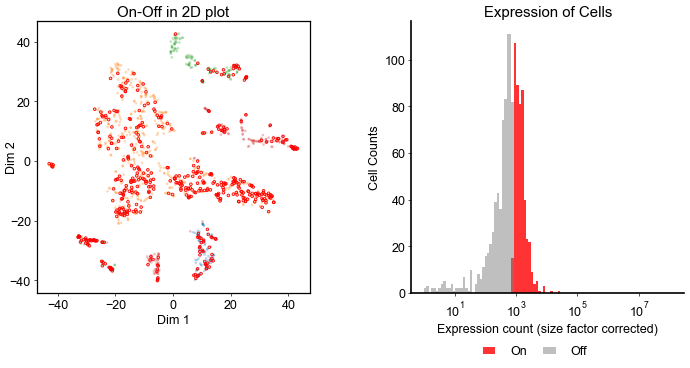 On-Off in 2D plot
40
20
0
−20
−40
Dim 2
−40 −20 0 20 40
Dim 1
Expression of Cells
100
80
60
40
20
0
Cell Counts
10^1 10^3 10^5 10^7
Expression count (size factor corrected)
On Off